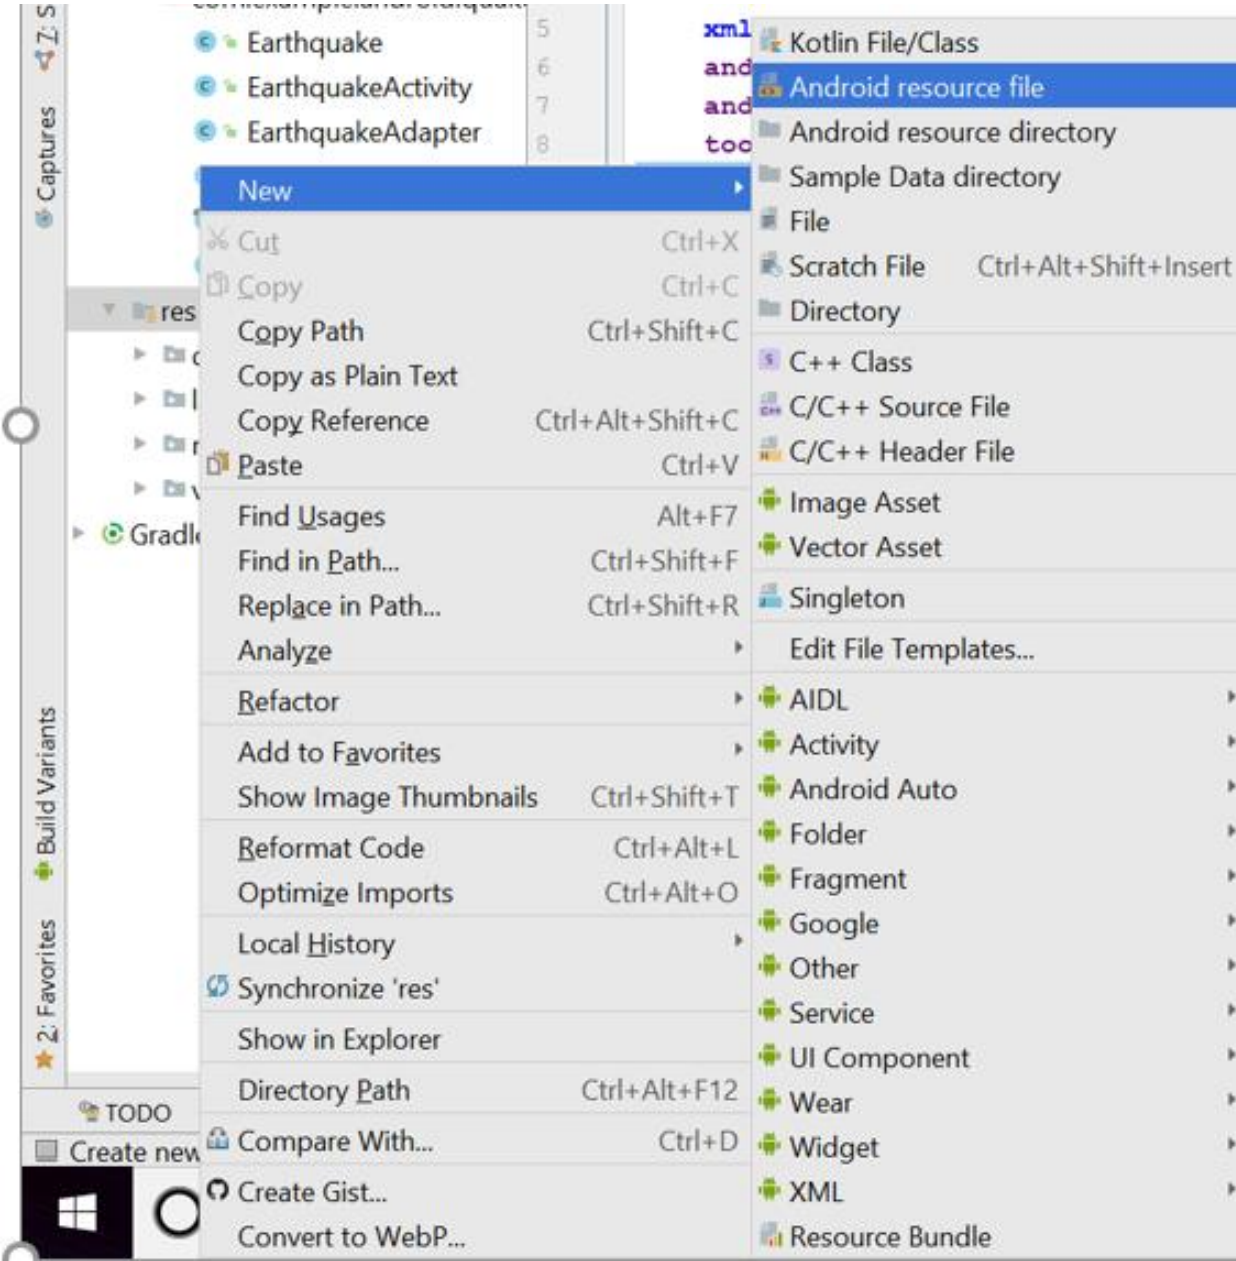 Z: S
Captures
Build Variants
2: Favorites
Earthquake
EarthquakeActivity
EarthquakeAdapter
res
Gradle
TODO
Create new
5
6
7
8
xml
and
and
too
New
Cut Ctrl+X
Copy Ctrl+C
Copy Path Ctrl+Shift+C
Copy as Plain Text
Copy Reference Ctrl+Alt+Shift+C
Paste Ctrl+V
Find Usages Alt+F7
Find in Path... Ctrl+Shift+F
Replace in Path... Ctrl+Shift+R
Analyze
Refactor
Add to Favorites
Show Image Thumbnails Ctrl+Shift+T
Reformat Code Ctrl+Alt+L
Optimize Imports Ctrl+Alt+O
Local History
Synchronize 'res'
Show in Explorer
Directory Path Ctrl+Alt+F12
Compare With... Ctrl+D
Create Gist...
Convert to WebP...
Kotlin File/Class
Android resource file
Android resource directory
Sample Data directory
File
Scratch File Ctrl+Alt+Shift+Insert
Directory
C++ Class
C/C++ Source File
C/C++ Header File
Image Asset
Vector Asset
Singleton
Edit File Templates...
AIDL
Activity
Android Auto
Folder
Fragment
Google
Other
Service
UI Component
Wear
Widget
XML
Resource Bundle